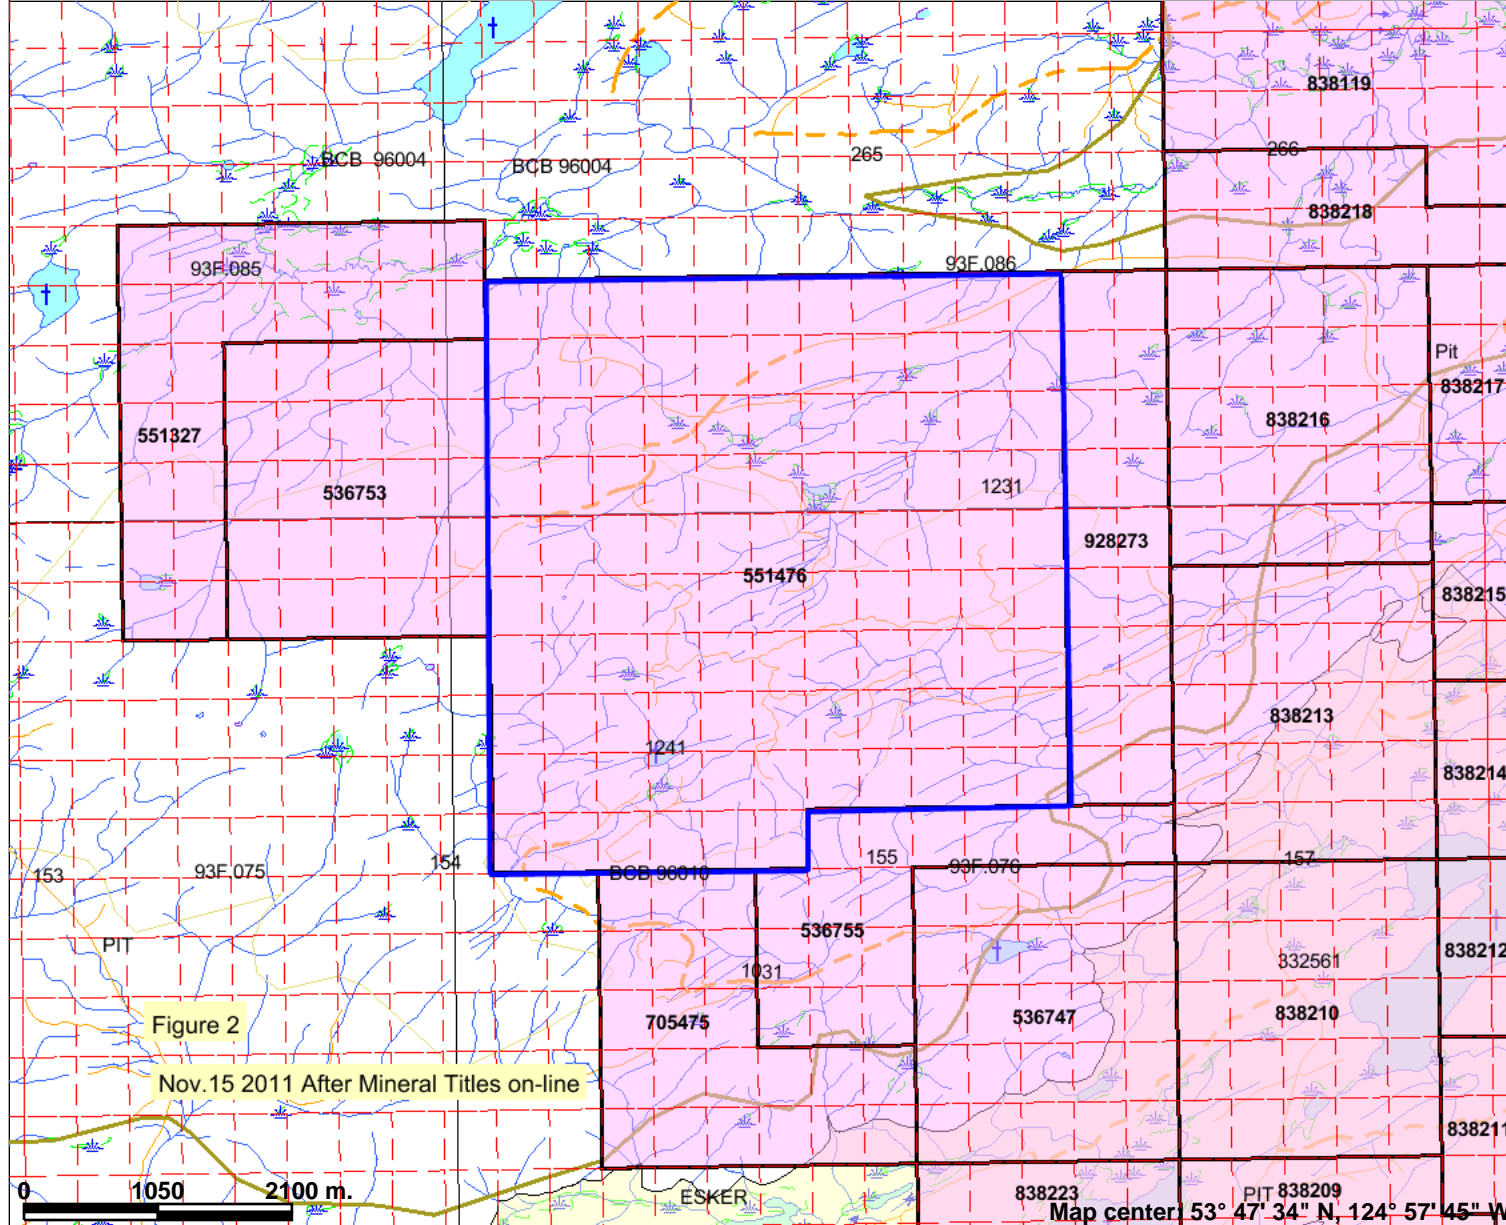 838119
265
266
BCB 96004
BCB 96004
838218
93F.085
93F.086
Pit
838217
838216
551327
536753
1231
928273
551476
838215
838213
1241
838214
153
93F.075
154
BCB 96010
155
93F.076
157
536755
PIT
838212
1031
332561
Figure 2
705475
536747
838210
Nov.15 2011 After Mineral Titles on-line
838211
0 1050 2100 m.
ESKER
838223
PIT 838209
Map center: 53° 47' 34" N, 124° 57' 45" W